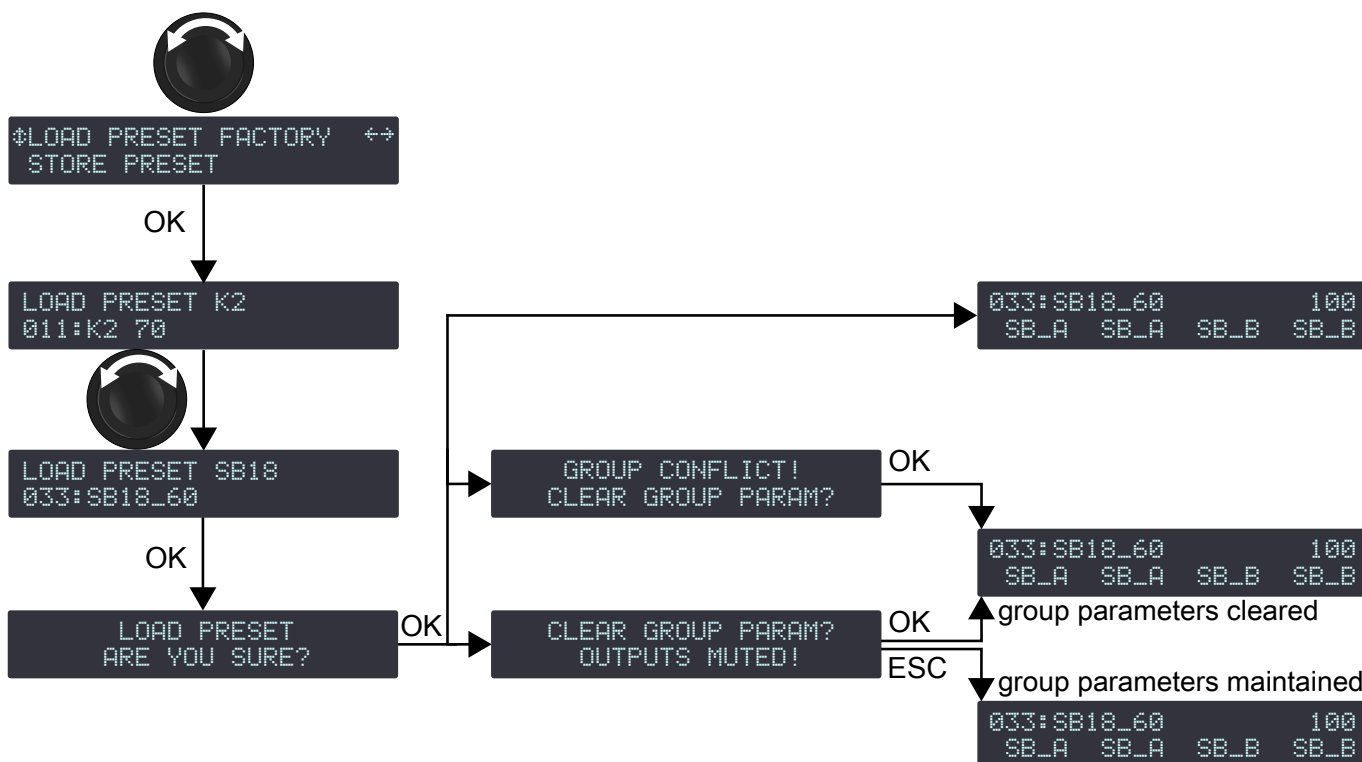 LOAD PRESET FACTORY
STORE PRESET
OK
LOAD PRESET K2
011:K2 70
LOAD PRESET SB18
033:SB18_60
OK
LOAD PRESET
ARE YOU SURE?
OK
033:SB18_60 100
SB_A SB_A SB_B SB_B
GROUP CONFLICT!
CLEAR GROUP PARAM?
OK
033:SB18_60 100
SB_A SB_A SB_B SB_B
group parameters cleared
CLEAR GROUP PARAM?
OUTPUTS MUTED!
OK
ESC
group parameters maintained
033:SB18_60 100
SB_A SB_A SB_B SB_B